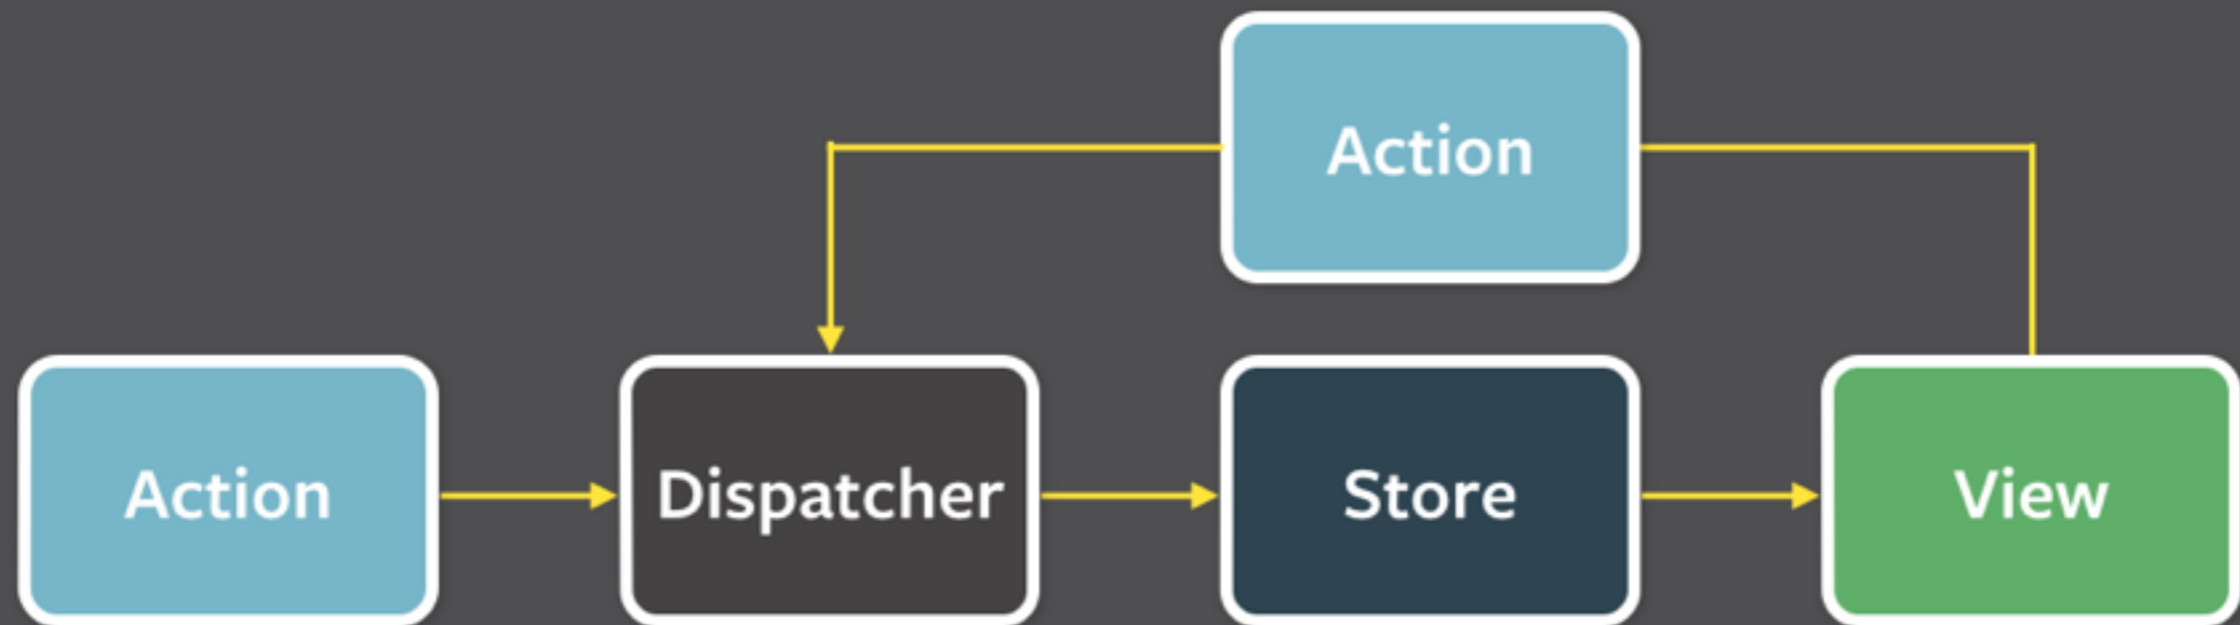 Action
Action
Dispatcher
Store
View